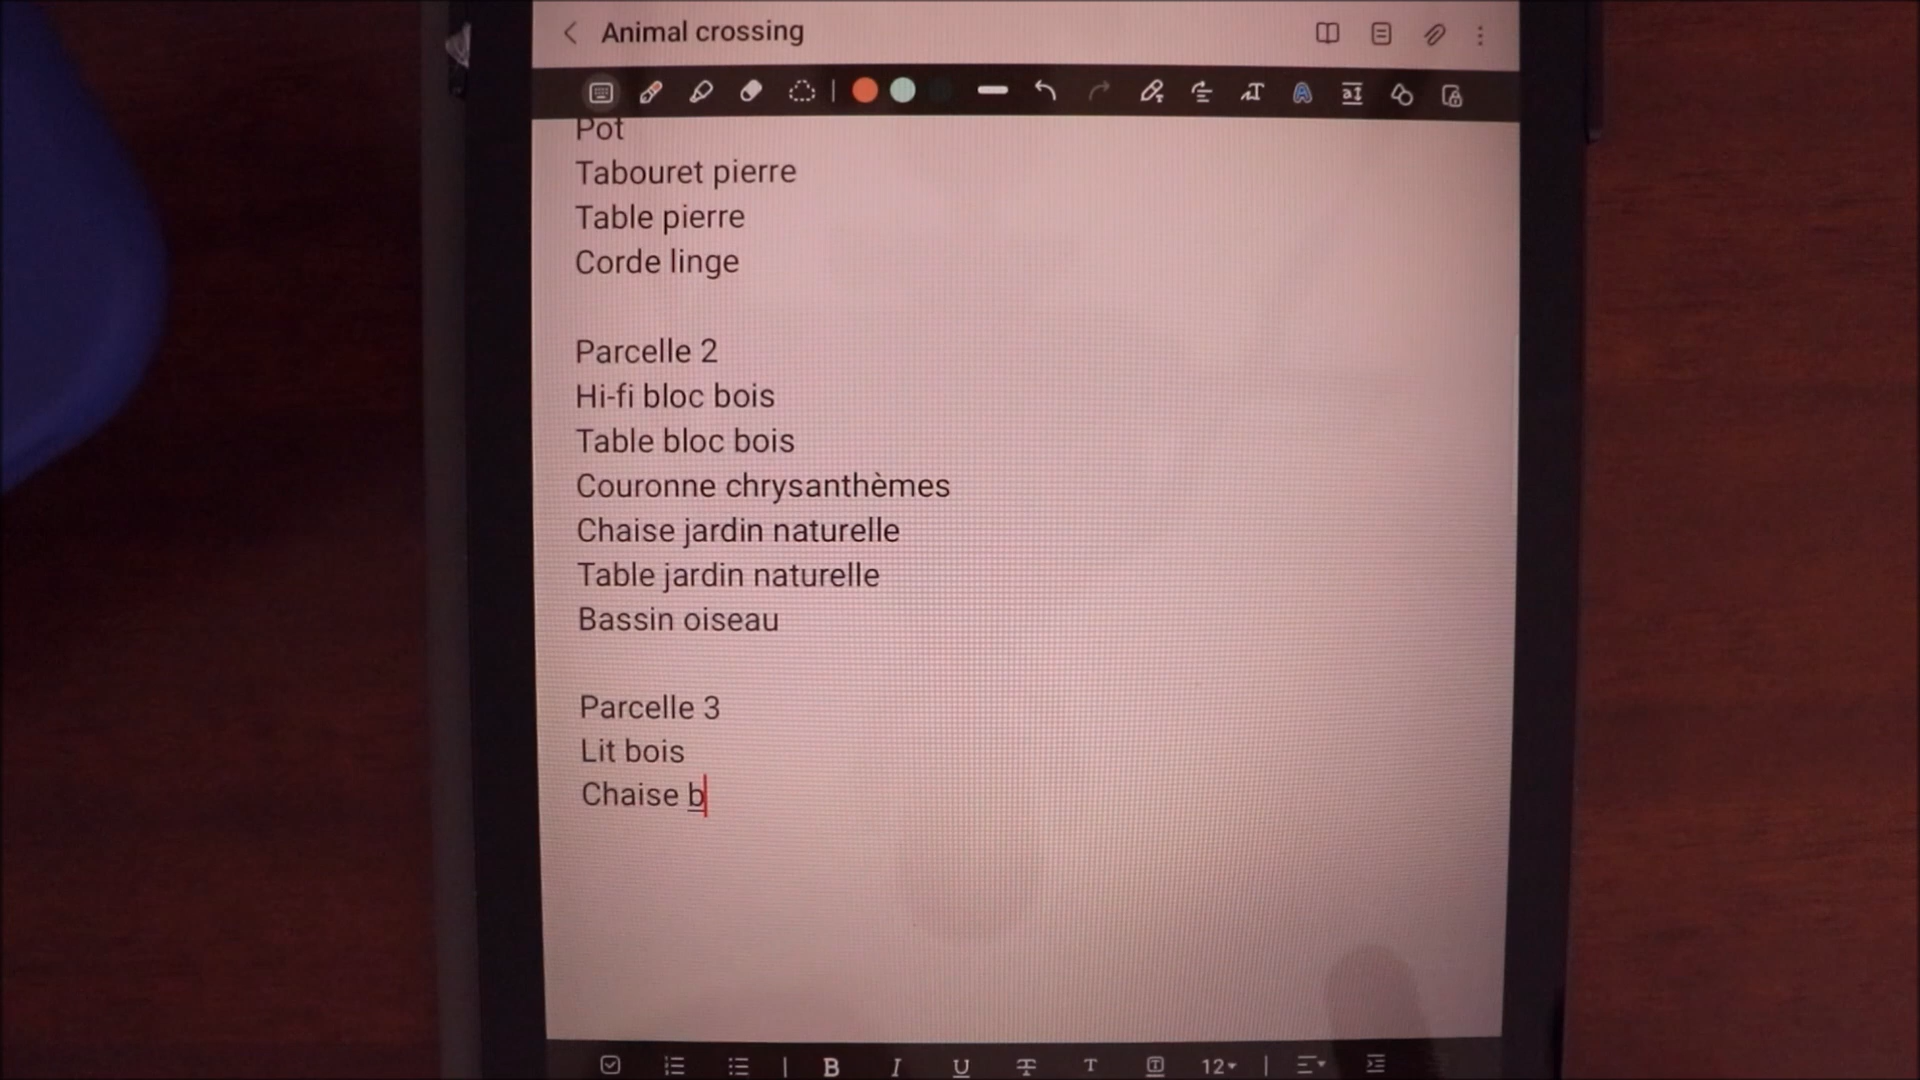 Animal crossing
Pot
Tabouret pierre
Table pierre
Corde linge
Parcelle 2
Hi-fi bloc bois
Table bloc bois
Couronne chrysanthèmes
Chaise jardin naturelle
Table jardin naturelle
Bassin oiseau
Parcelle 3
Lit bois
Chaise b
B I U T T T 12